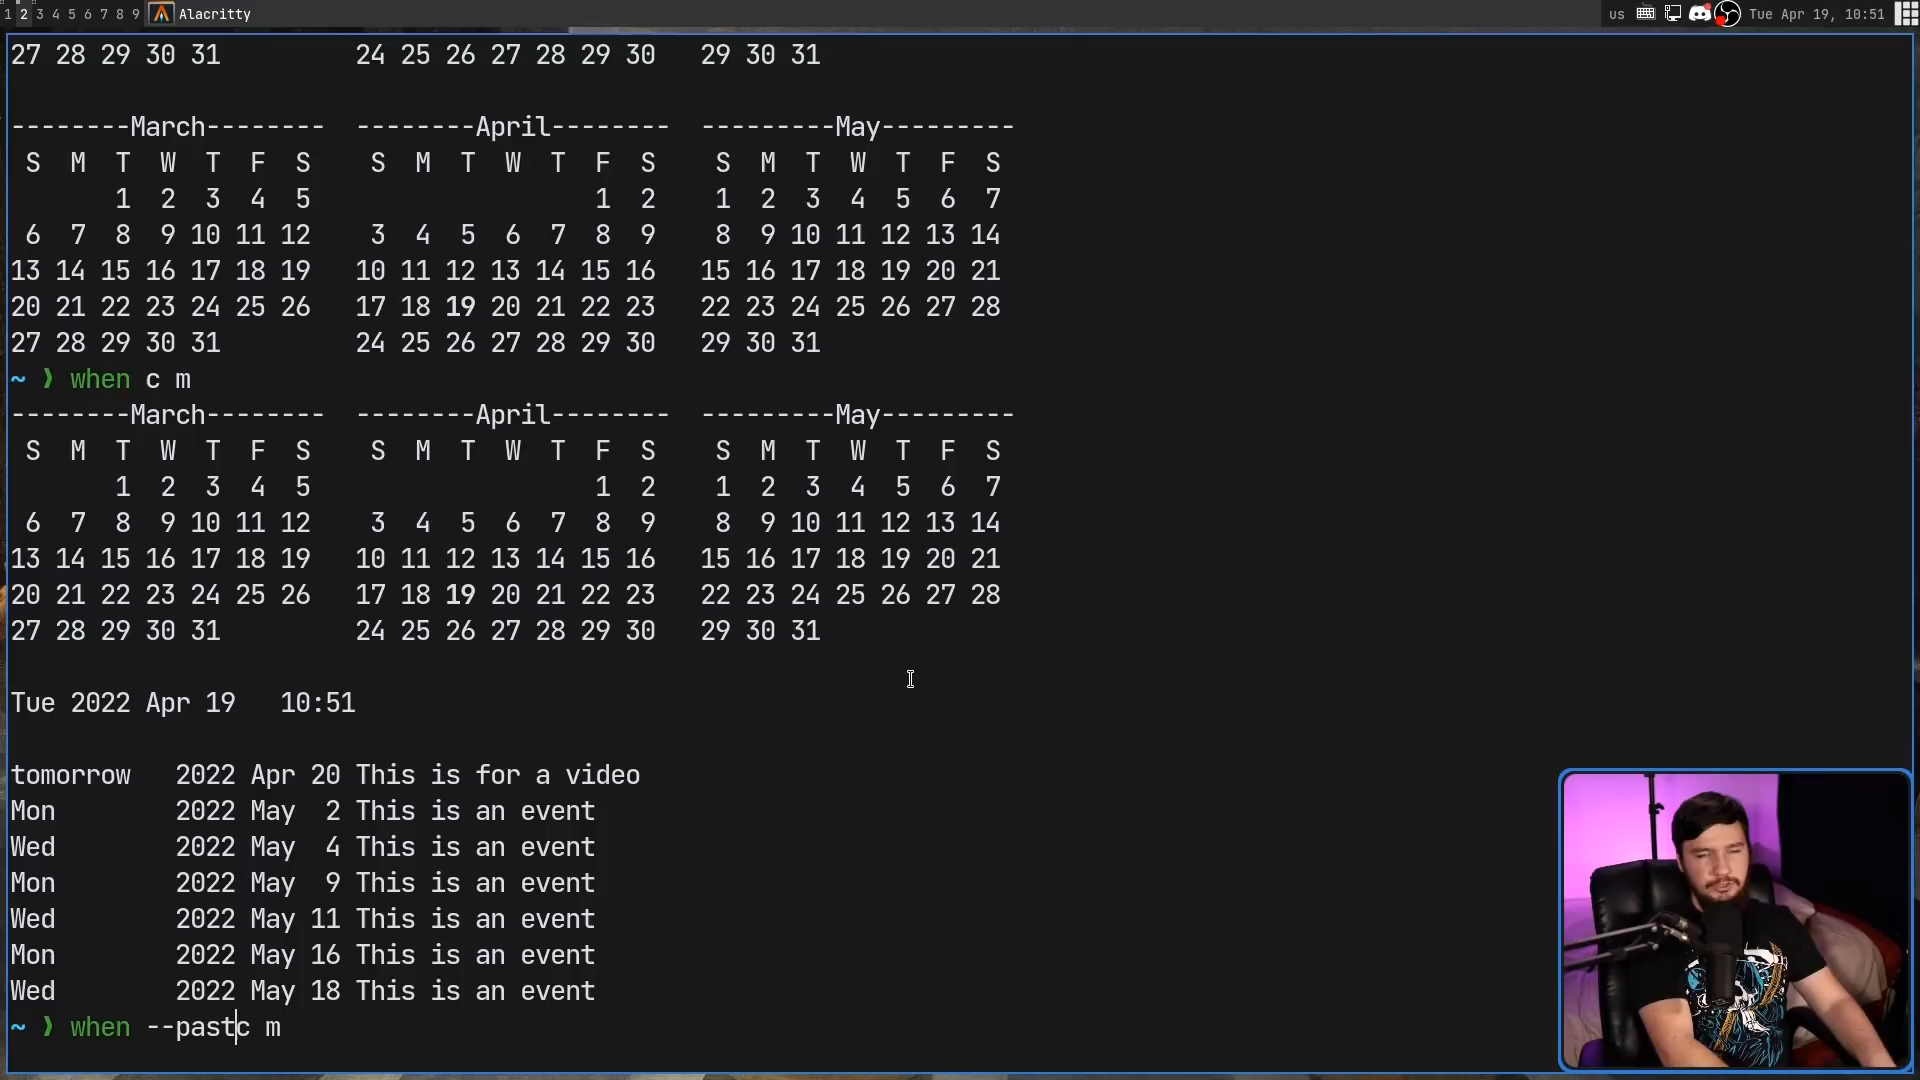 1 2 3 4 5 6 7 8 9 Alacritty us Tue Apr 19, 10:51
27 28 29 30 31 24 25 26 27 28 29 30 29 30 31
--------March-------- --------April-------- ---------May---------
S M T W T F S S M T W T F S S M T W T F S
1 2 3 4 5 1 2 1 2 3 4 5 6 7
6 7 8 9 10 11 12 3 4 5 6 7 8 9 8 9 10 11 12 13 14
13 14 15 16 17 18 19 10 11 12 13 14 15 16 15 16 17 18 19 20 21
20 21 22 23 24 25 26 17 18 19 20 21 22 23 22 23 24 25 26 27 28
27 28 29 30 31 24 25 26 27 28 29 30 29 30 31
~ ❯ when c m
--------March-------- --------April-------- ---------May---------
S M T W T F S S M T W T F S S M T W T F S
1 2 3 4 5 1 2 1 2 3 4 5 6 7
6 7 8 9 10 11 12 3 4 5 6 7 8 9 8 9 10 11 12 13 14
13 14 15 16 17 18 19 10 11 12 13 14 15 16 15 16 17 18 19 20 21
20 21 22 23 24 25 26 17 18 19 20 21 22 23 22 23 24 25 26 27 28
27 28 29 30 31 24 25 26 27 28 29 30 29 30 31
Tue 2022 Apr 19 10:51
tomorrow 2022 Apr 20 This is for a video
Mon 2022 May 2 This is an event
Wed 2022 May 4 This is an event
Mon 2022 May 9 This is an event
Wed 2022 May 11 This is an event
Mon 2022 May 16 This is an event
Wed 2022 May 18 This is an event
~ ❯ when --pastc m